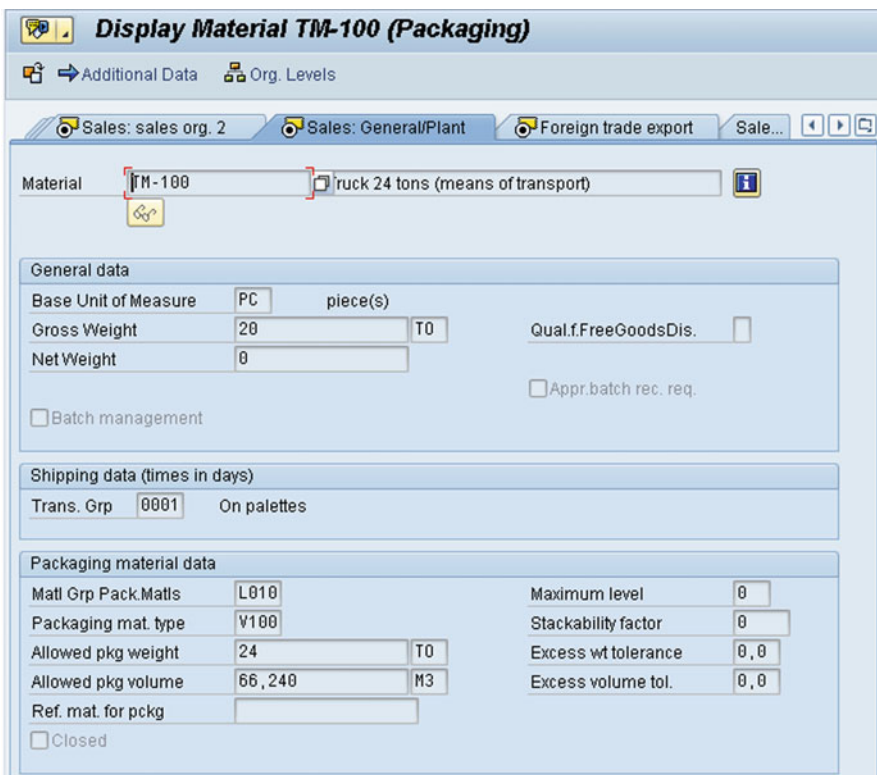 Display Material TM-100 (Packaging)
Additional Data Org. Levels
Sales: sales org. 2 Sales: General/Plant Foreign trade export Sale...
Material TM-100 Truck 24 tons (means of transport)
General data
Base Unit of Measure PC piece(s)
Gross Weight 20 TO Qual.f.FreeGoodsDis.
Net Weight 0
Appr.batch rec. req.
Batch management
Shipping data (times in days)
Trans. Grp 0001 On palettes
Packaging material data
Matl Grp Pack.Matls L010 Maximum level 0
Packaging mat. type V100 Stackability factor 0
Allowed pkg weight 24 TO Excess wt tolerance 0,0
Allowed pkg volume 66,240 M3 Excess volume tol. 0,0
Ref. mat. for pckg
Closed